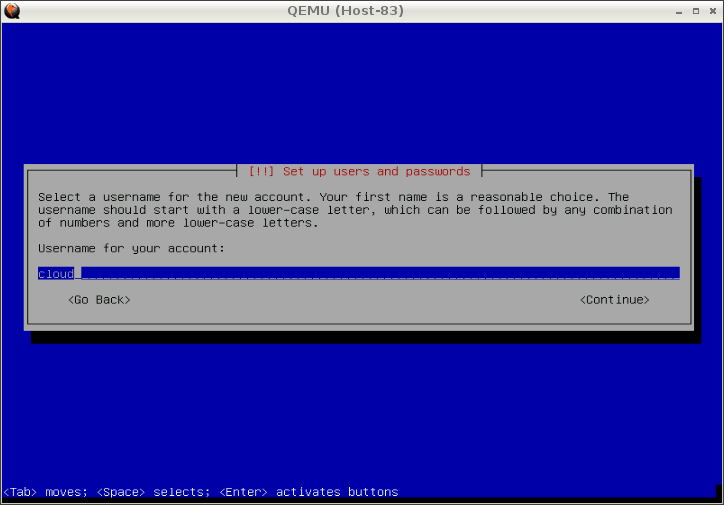 QEMU (Host-83)
[!!] Set up users and passwords
Select a username for the new account. Your first name is a reasonable choice. The
username should start with a lower-case letter, which can be followed by any combination
of numbers and more lower-case letters.
Username for your account:
cloud
<Go Back> <Continue>
<Tab> moves; <Space> selects; <Enter> activates buttons